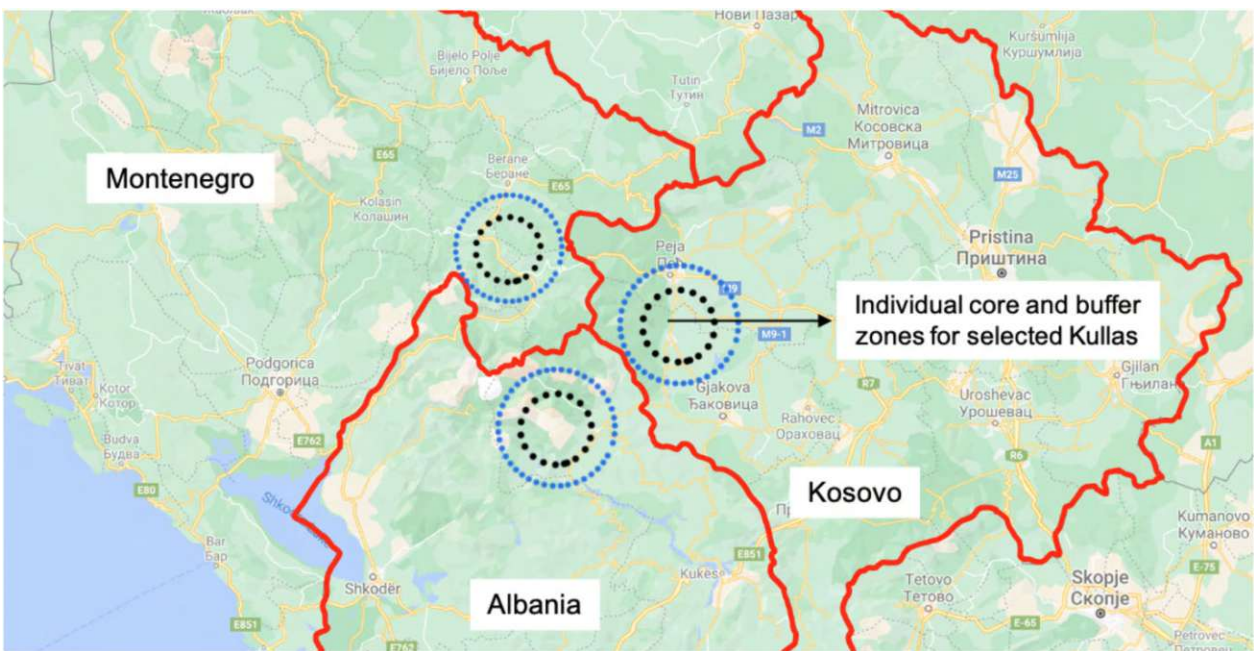 Нови Пазар
Kuršumlija
Куршумлија
Bijelo Polje
Бијело Поље
Tutin
Тутин
Mitrovica
Косовска
Митровица
M2
E65
Berane
Беране
E65
M25
Montenegro
Kolasin
Колашин
Pristina
Приштина
Peja
M9
Individual core and buffer
zones for selected Kullas
M9-1
Tivat
Тиват
Kotor
Котор
Podgorica
Подгорица
Gjakova
Ђаковица
R7
Gjilan
Гњилан
Uroshevac
Урошевац
Rahovec
Ораховац
Budva
Будва
E762
A1
R6
E80
Kosovo
Kumanovo
Куманово
Bar
Бар
E851
E-75
Shkodër
Kukës
Tetovo
Тетово
Skopje
Скопје
Albania
E851
E762
E-65
Petrovec